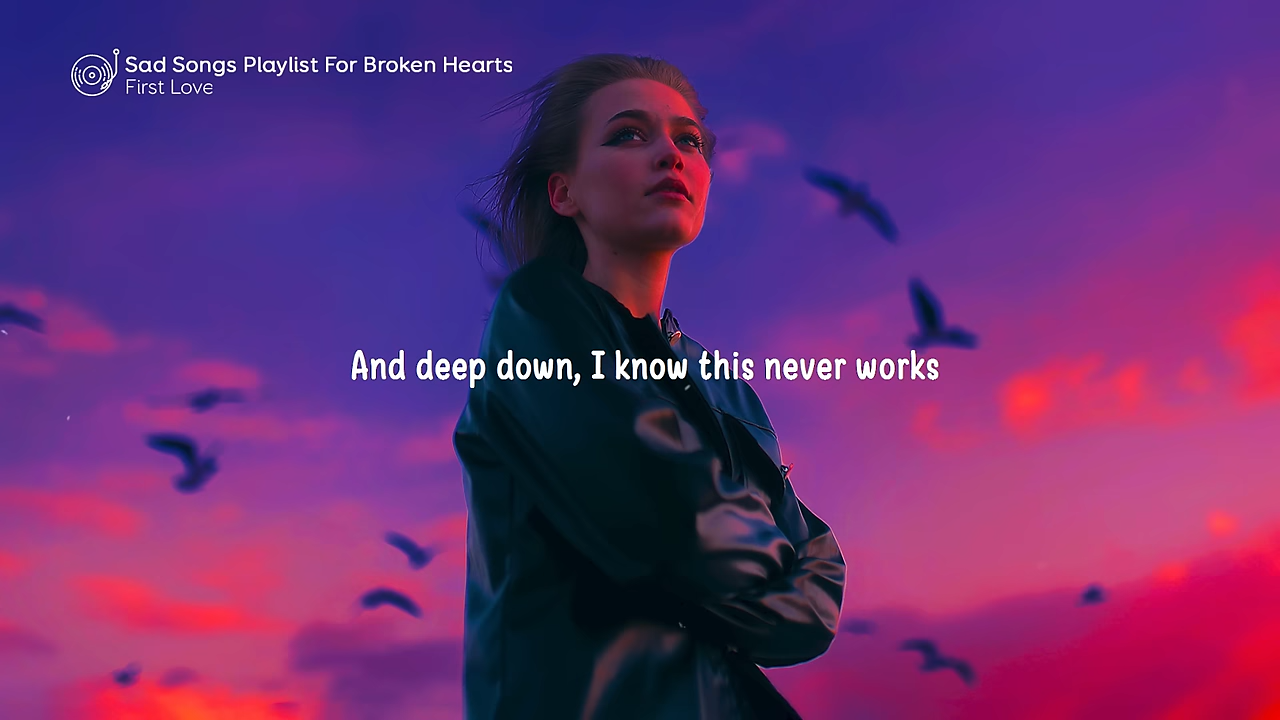 Sad Songs Playlist For Broken Hearts
First Love
And deep down, I know this never works